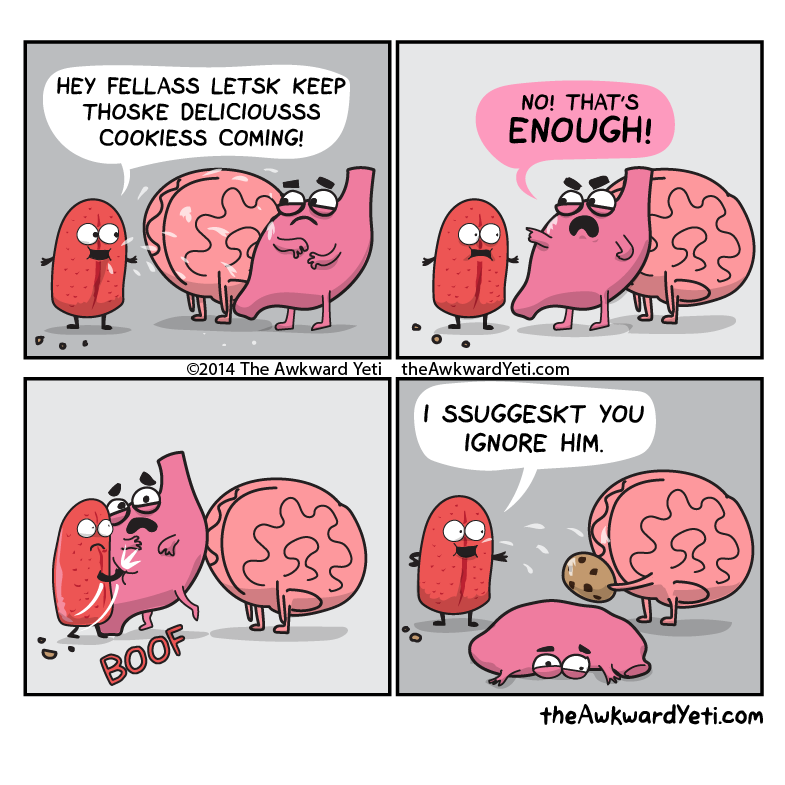 HEY FELLASS LETSK KEEP
THOSKE DELICIOUSSS
COOKIESS COMING!
NO! THAT'S
ENOUGH!
©2014 The Awkward Yeti theAwkwardYeti.com
BOOF
I SSUGGESKT YOU
IGNORE HIM.
theAwkwardYeti.com